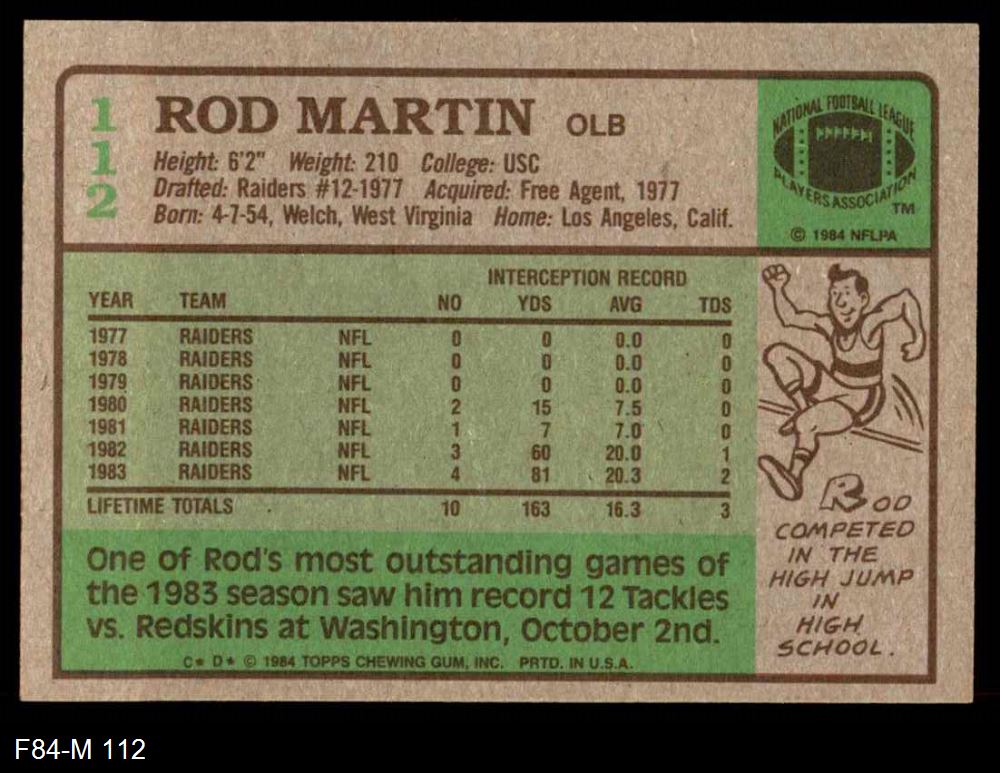 1
1
2
ROD MARTIN OLB
Height: 6'2" Weight: 210 College: USC
Drafted: Raiders #12-1977 Acquired: Free Agent, 1977
Born: 4-7-54, Welch, West Virginia Home: Los Angeles, Calif.
NATIONAL FOOTBALL LEAGUE
PLAYERS ASSOCIATION
TM
© 1984 NFLPA
INTERCEPTION RECORD
YEAR TEAM NO YDS AVG TDS
1977 RAIDERS NFL 0 0 0.0 0
1978 RAIDERS NFL 0 0 0.0 0
1979 RAIDERS NFL 0 0 0.0 0
1980 RAIDERS NFL 2 15 7.5 0
1981 RAIDERS NFL 1 7 7.0 0
1982 RAIDERS NFL 3 60 20.0 1
1983 RAIDERS NFL 4 81 20.3 2
LIFETIME TOTALS 10 163 16.3 3
One of Rod's most outstanding games of
the 1983 season saw him record 12 Tackles
vs. Redskins at Washington, October 2nd.
C* D* © 1984 TOPPS CHEWING GUM, INC. PRTD. IN U.S.A.
ROD
COMPETED
IN THE
HIGH JUMP
IN
HIGH
SCHOOL.
F84-M 112